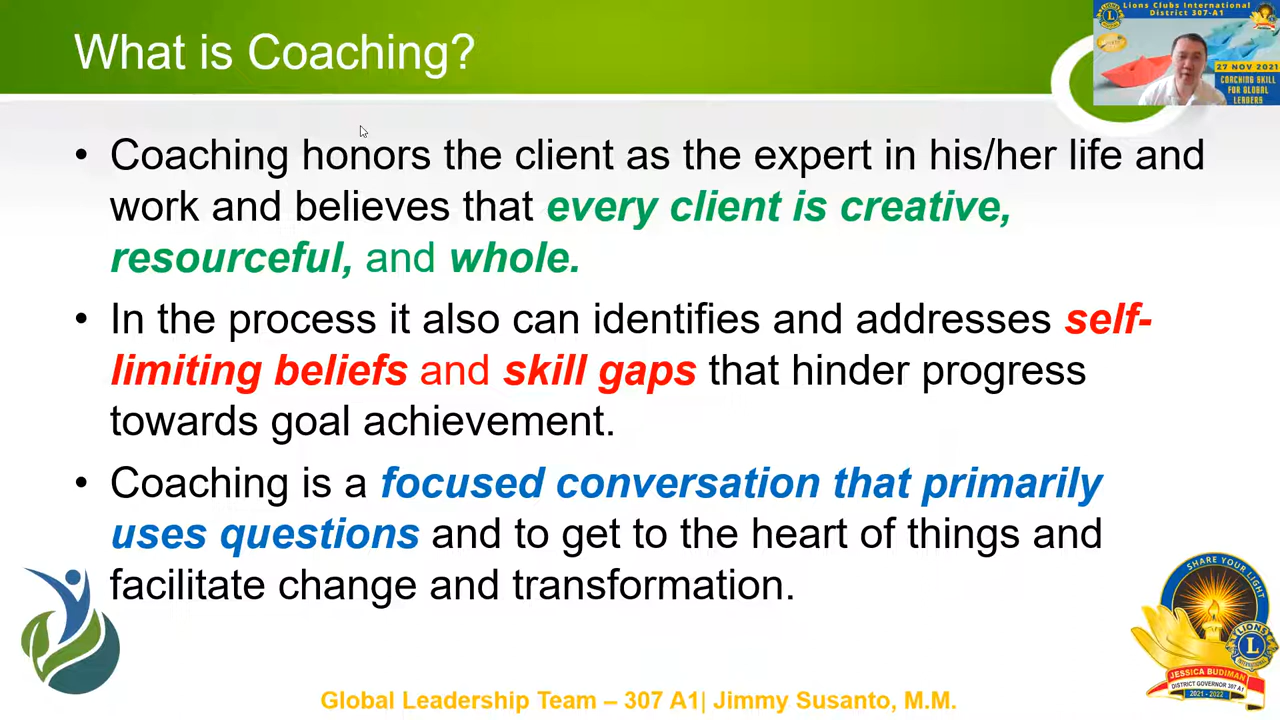 What is Coaching?
Lions Clubs International
District 307-A1
27 NOV 2021
COACHING SKILL
FOR GLOBAL
LEADERS
• Coaching honors the client as the expert in his/her life and
work and believes that every client is creative,
resourceful, and whole.
• In the process it also can identifies and addresses self-
limiting beliefs and skill gaps that hinder progress
towards goal achievement.
• Coaching is a focused conversation that primarily
uses questions and to get to the heart of things and
facilitate change and transformation.
SHARE YOUR LIGHT
LIONS
L
INTERNATIONAL
JESSICA BUDIMAN
DISTRICT GOVERNOR 307 A1
2021 - 2022
Global Leadership Team – 307 A1| Jimmy Susanto, M.M.